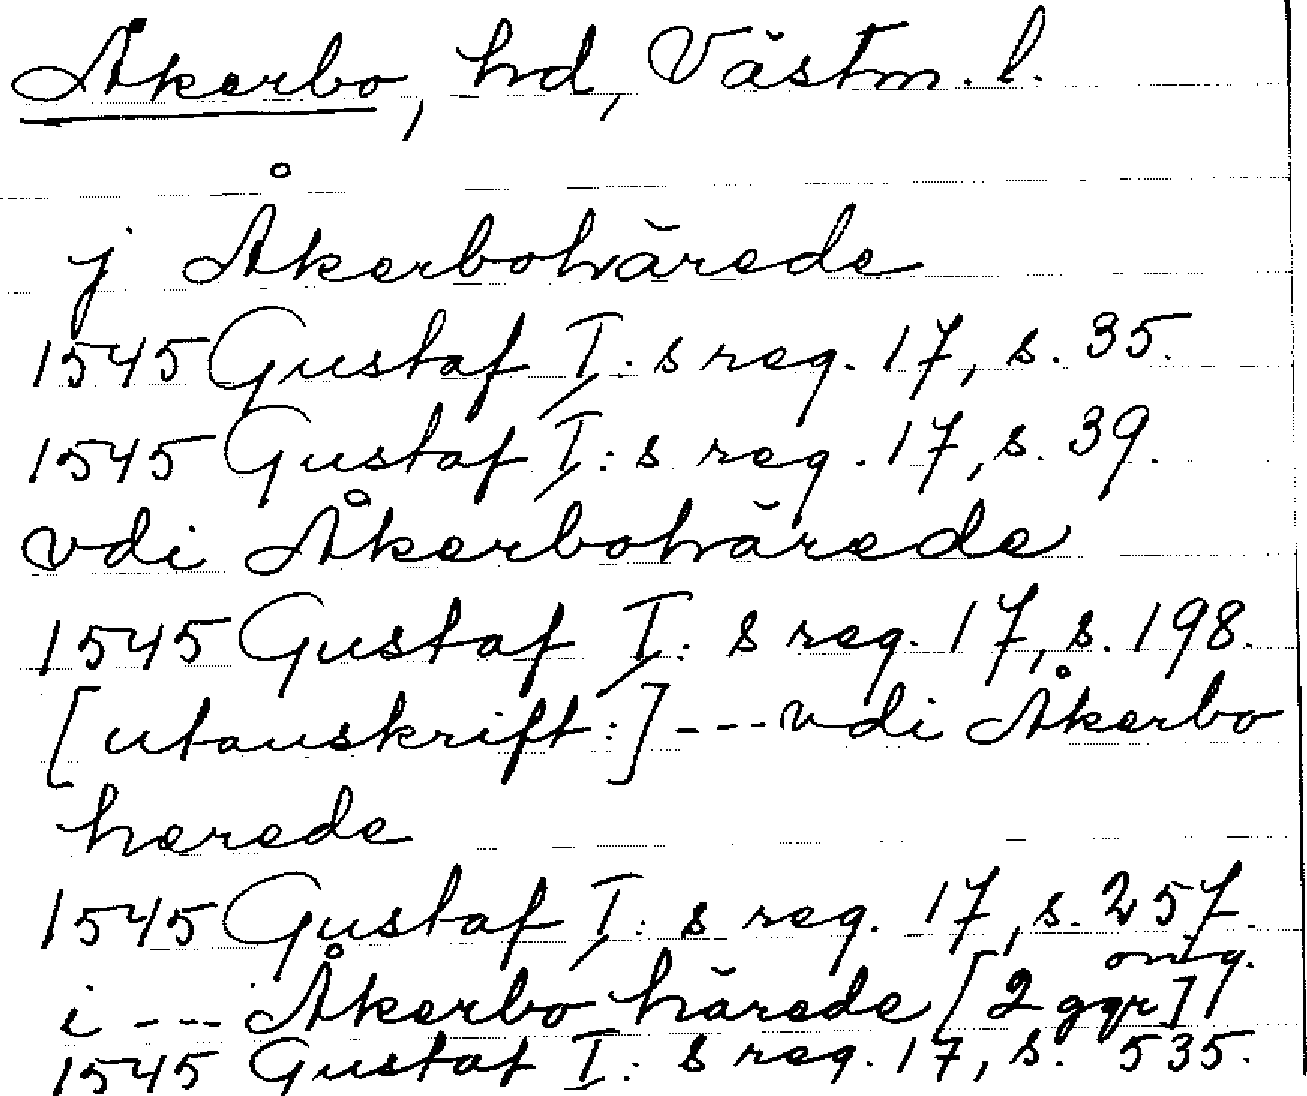 Åkerbo, hd, Västm. l.
j Åkerbohärede
1545 Gustaf I:s reg. 17, s. 35.
1545 Gustaf I:s reg. 17, s. 39.
vdi Åkerbohärede
1545 Gustaf I:s reg. 17, s. 198.
[utanskrift:] --- vdi Åkerbo
herede
1545 Gustaf I:s reg. 17, s. 257.
i --- Åkerbo härede [2 ggr]
1545 Gustaf I:s reg. 17, s. 535.